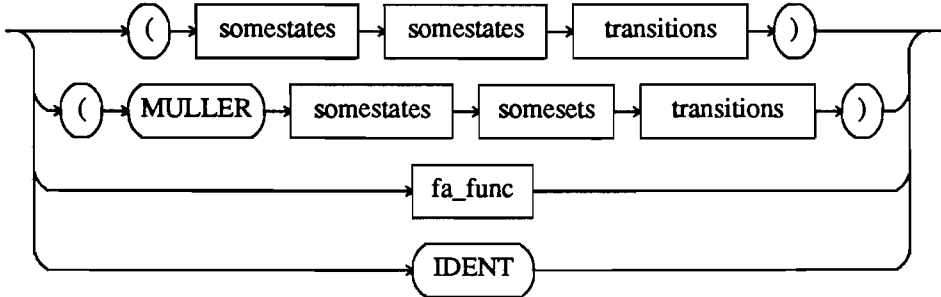 ( somestates somestates transitions )
( MULLER somestates somesets transitions )
fa_func
IDENT